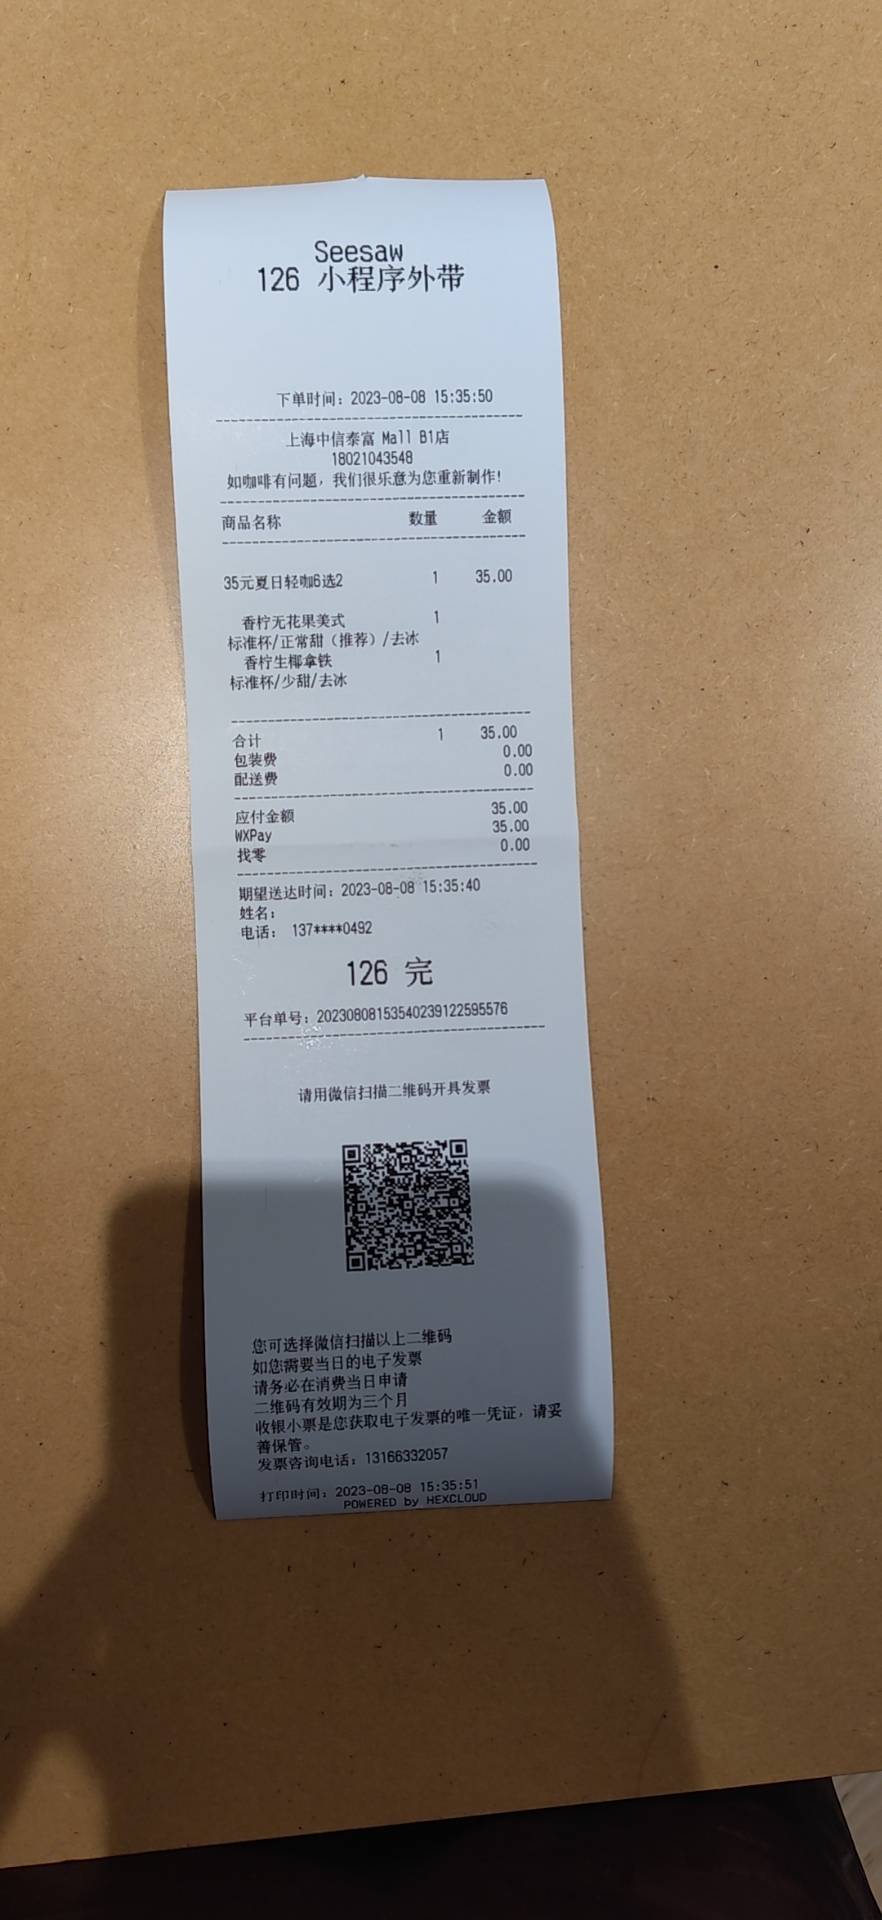 Seesaw
126 小程序外带
下单时间：2023-08-08 15:35:50
上海中信泰富 Mall B1店
18021043548
如咖啡有问题，我们很乐意为您重新制作！
商品名称 数量 金额
35元夏日轻咖6选2 1 35.00
香柠无花果美式 1
标准杯/正常甜（推荐）/去冰
香柠生椰拿铁 1
标准杯/少甜/去冰
合计 1 35.00
包装费 0.00
配送费 0.00
应付金额 35.00
WXPay 35.00
找零 0.00
期望送达时间：2023-08-08 15:35:40
姓名：
电话： 137****0492
126 完
平台单号：20230808153540239122595576
请用微信扫描二维码开具发票
您可选择微信扫描以上二维码
如您需要当日的电子发票
请务必在消费当日申请
二维码有效期为三个月
收银小票是您获取电子发票的唯一凭证，请妥
善保管。
发票咨询电话：13166332057
打印时间：2023-08-08 15:35:51
POWERED by HEXCLOUD